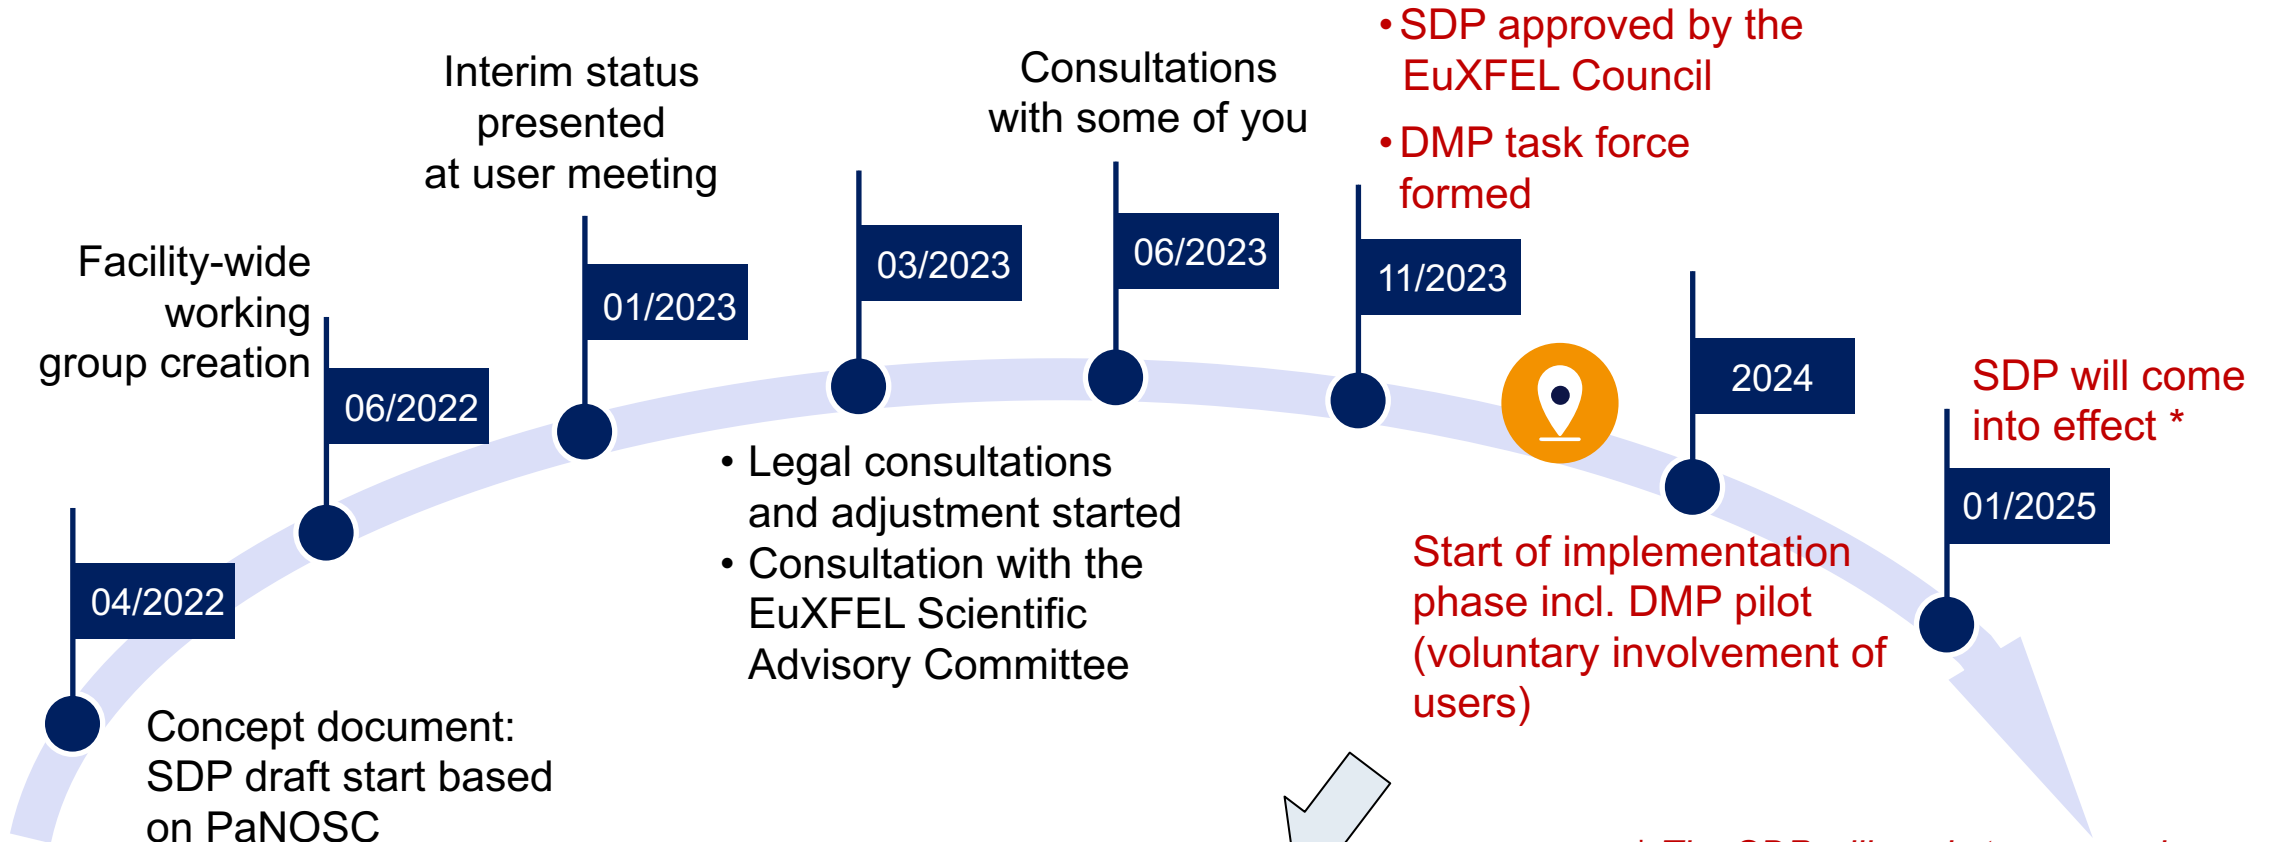 Concept document:
SDP draft start based
on PaNOSC
04/2022
Facility-wide
working
group creation
06/2022
Interim status
presented
at user meeting
01/2023
03/2023
• Legal consultations
and adjustment started
• Consultation with the
EuXFEL Scientific
Advisory Committee
Consultations
with some of you
06/2023
• SDP approved by the
EuXFEL Council
• DMP task force
formed
11/2023
2024
Start of implementation
phase incl. DMP pilot
(voluntary involvement of
users)
SDP will come
into effect *
01/2025